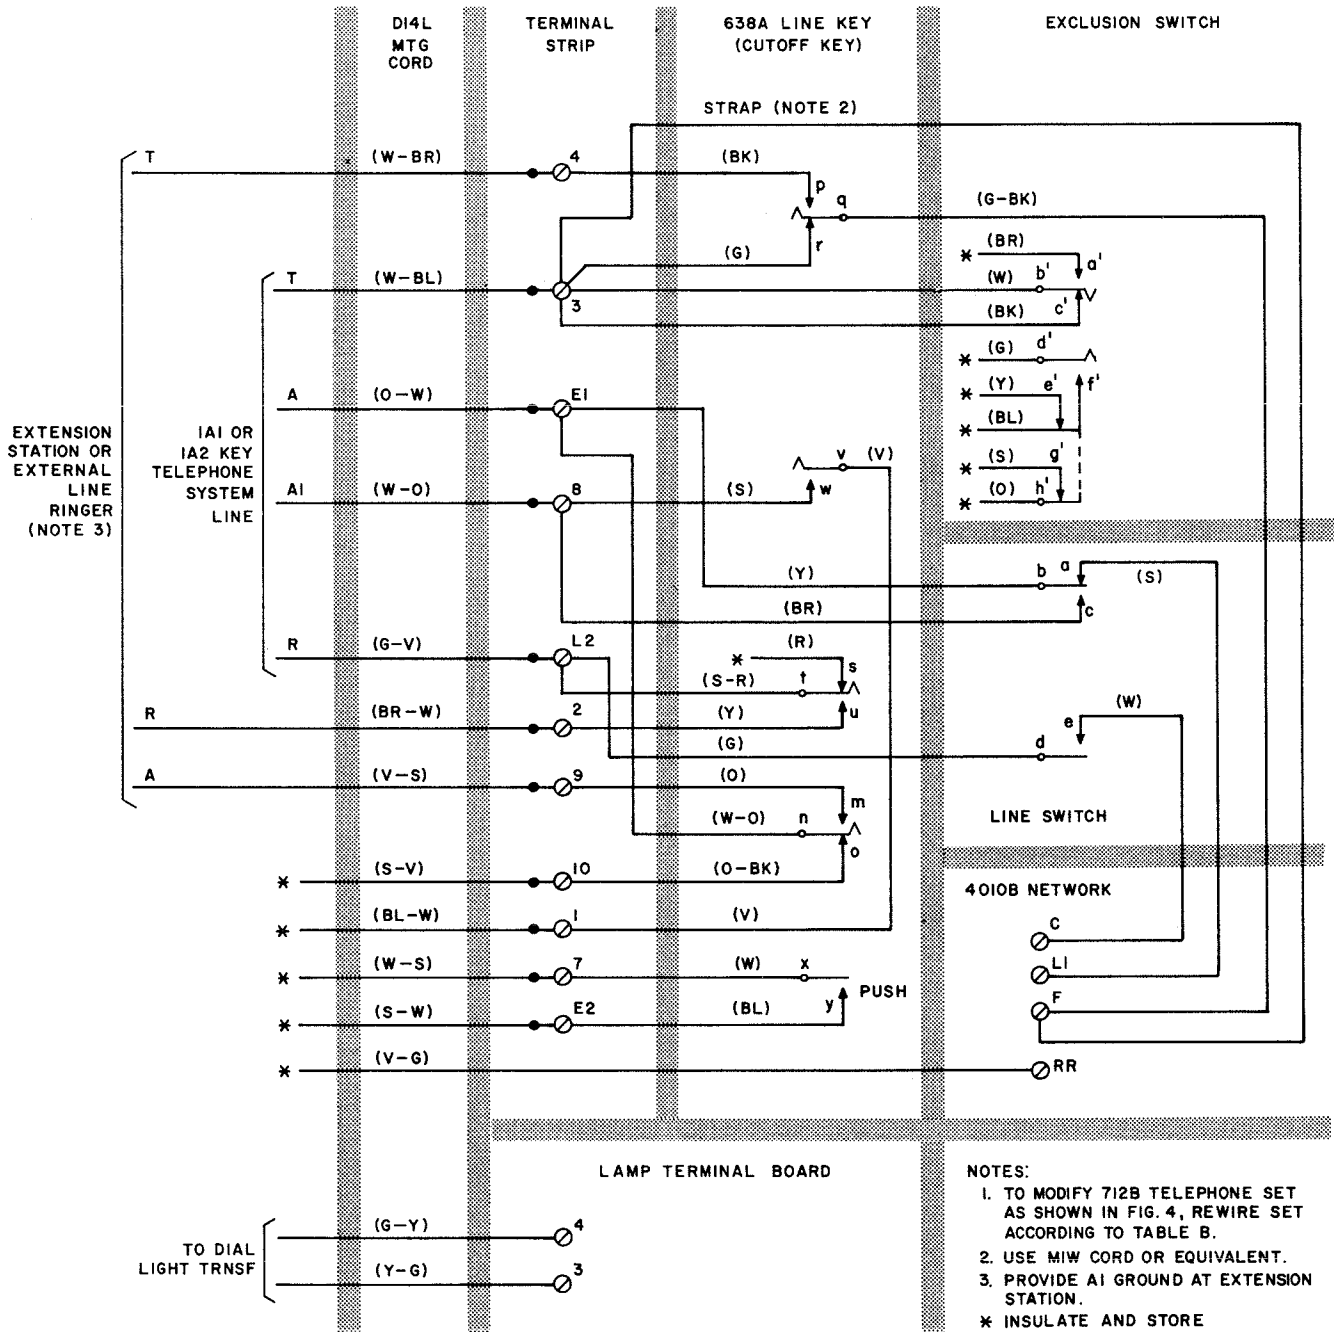 D14L
MTG
CORD
TERMINAL
STRIP
638A LINE KEY
(CUTOFF KEY)
EXCLUSION SWITCH
STRAP (NOTE 2)
T
(W-BR)
4
(BK)
p
q
(G-BK)
r
(G)
(BR)
a'
T
(W-BL)
3
(W)
b'
c'
(BK)
(G)
d'
(Y)
e'
f'
(BL)
(S)
g'
(O)
h'
A
(O-W)
E1
EXTENSION
STATION OR
EXTERNAL
LINE
RINGER
(NOTE 3)
1A1 OR
1A2 KEY
TELEPHONE
SYSTEM
LINE
v
(V)
w
A1
(W-O)
8
(S)
(Y)
b
a
(S)
(BR)
c
R
(G-V)
L2
(R)
s
(S-R)
t
u
R
(BR-W)
2
(Y)
(G)
d
e
(W)
A
(V-S)
9
(O)
m
(W-O)
n
o
LINE SWITCH
* (S-V)
10
(O-BK)
4010B NETWORK
* (BL-W)
1
(V)
C
* (W-S)
7
(W)
x
L1
PUSH
* (S-W)
E2
(BL)
y
F
* (V-G)
RR
LAMP TERMINAL BOARD
TO DIAL
LIGHT TRNSF
(G-Y)
4
(Y-G)
3
NOTES:
1. TO MODIFY 712B TELEPHONE SET
AS SHOWN IN FIG. 4, REWIRE SET
ACCORDING TO TABLE B.
2. USE M1W CORD OR EQUIVALENT.
3. PROVIDE A1 GROUND AT EXTENSION
STATION.
* INSULATE AND STORE